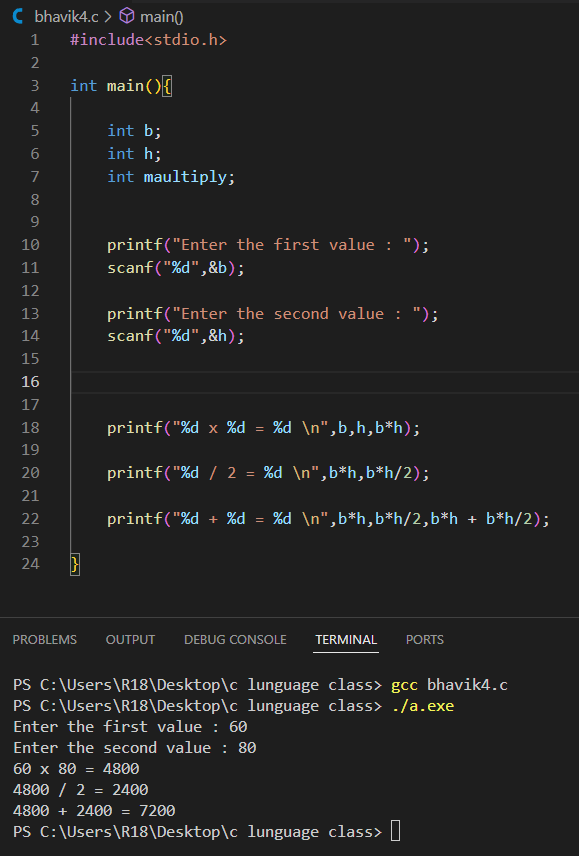 bhavik4.c > main()
1 #include<stdio.h>
2
3 int main(){
4
5 int b;
6 int h;
7 int maultiply;
8
9
10 printf("Enter the first value : ");
11 scanf("%d",&b);
12
13 printf("Enter the second value : ");
14 scanf("%d",&h);
15
16
17
18 printf("%d x %d = %d \n",b,h,b*h);
19
20 printf("%d / 2 = %d \n",b*h,b*h/2);
21
22 printf("%d + %d = %d \n",b*h,b*h/2,b*h + b*h/2);
23
24 }
PROBLEMS OUTPUT DEBUG CONSOLE TERMINAL PORTS
PS C:\Users\R18\Desktop\c lunguage class> gcc bhavik4.c
PS C:\Users\R18\Desktop\c lunguage class> ./a.exe
Enter the first value : 60
Enter the second value : 80
60 x 80 = 4800
4800 / 2 = 2400
4800 + 2400 = 7200
PS C:\Users\R18\Desktop\c lunguage class>